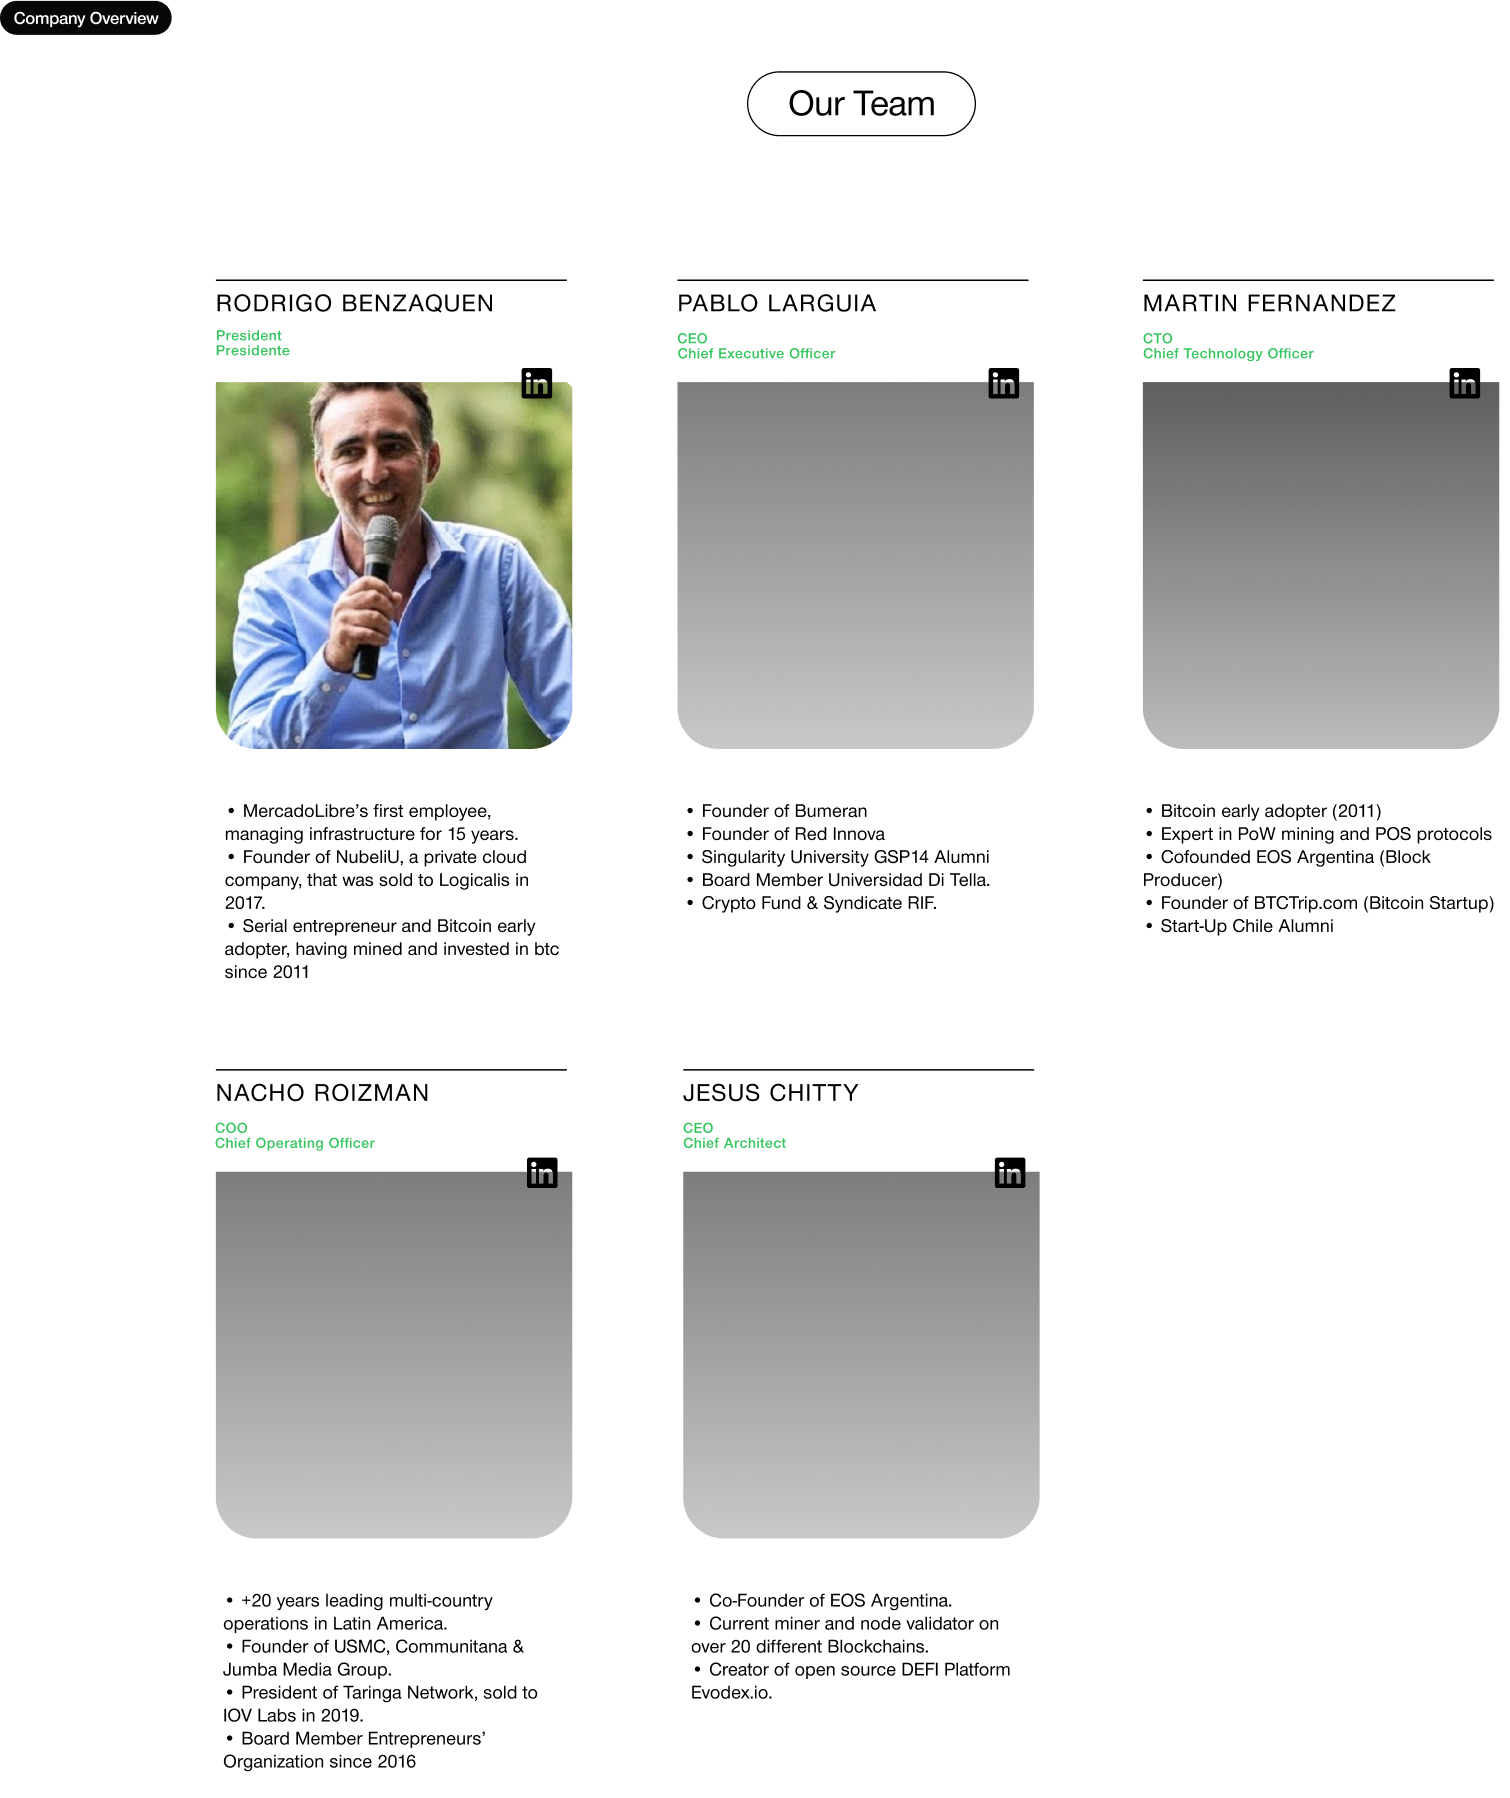 Company Overview
Our Team
RODRIGO BENZAQUEN
President
Presidente
in
• MercadoLibre’s first employee,
managing infrastructure for 15 years.
• Founder of NubeliU, a private cloud
company, that was sold to Logicalis in
2017.
• Serial entrepreneur and Bitcoin early
adopter, having mined and invested in btc
since 2011
PABLO LARGUIA
CEO
Chief Executive Officer
in
• Founder of Bumeran
• Founder of Red Innova
• Singularity University GSP14 Alumni
• Board Member Universidad Di Tella.
• Crypto Fund & Syndicate RIF.
MARTIN FERNANDEZ
CTO
Chief Technology Officer
in
• Bitcoin early adopter (2011)
• Expert in PoW mining and POS protocols
• Cofounded EOS Argentina (Block
Producer)
• Founder of BTCTrip.com (Bitcoin Startup)
• Start-Up Chile Alumni
NACHO ROIZMAN
COO
Chief Operating Officer
in
• +20 years leading multi-country
operations in Latin America.
• Founder of USMC, Communitana &
Jumba Media Group.
• President of Taringa Network, sold to
IOV Labs in 2019.
• Board Member Entrepreneurs’
Organization since 2016
JESUS CHITTY
CEO
Chief Architect
in
• Co-Founder of EOS Argentina.
• Current miner and node validator on
over 20 different Blockchains.
• Creator of open source DEFI Platform
Evodex.io.